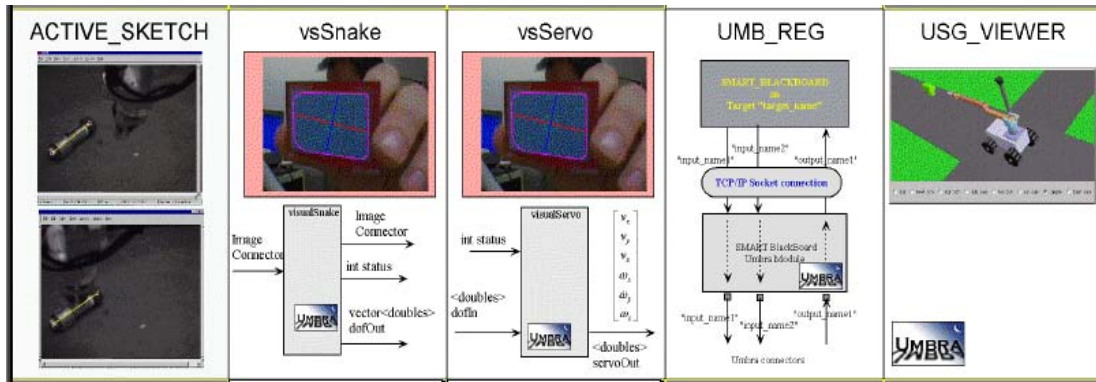 ACTIVE_SKETCH
vsSnake
vsServo
UMB_REG
USG_VIEWER
visualSnake
Image
Connector
Image
Connector
int status
vector<doubles>
dofOut
UMBRA
visualServo
int status
<doubles>
dofIn
UMBRA
<doubles>
servoOut
SMART_BLACKBOARD
on
Target "target_name"
"input_name1"
"input_name2"
"output_name1"
TCP/IP Socket connection
SMART BlackBoard
Umbra Module
UMBRA
"input_name1"
"input_name2"
"output_name1"
Umbra connectors
UMBRA